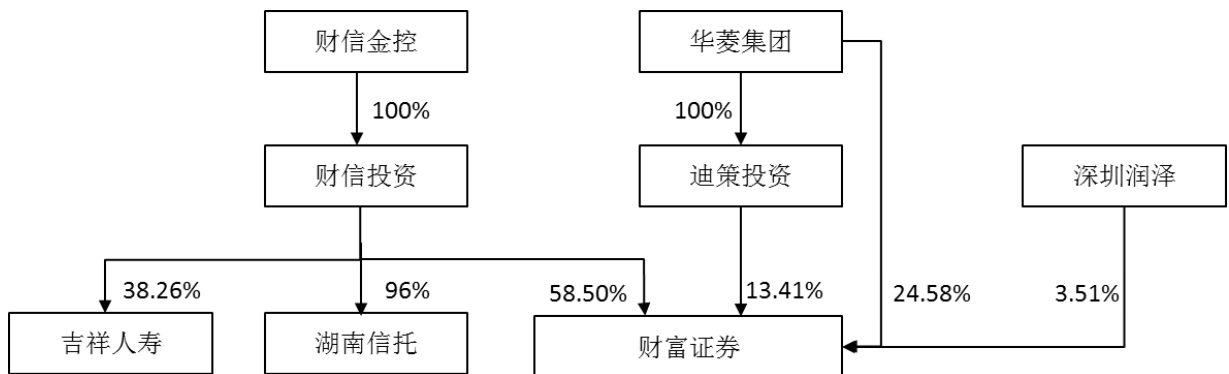 财信金控
华菱集团
100%
100%
财信投资
迪策投资
深圳润泽
38.26%
96%
58.50%
13.41%
24.58%
3.51%
吉祥人寿
湖南信托
财富证券